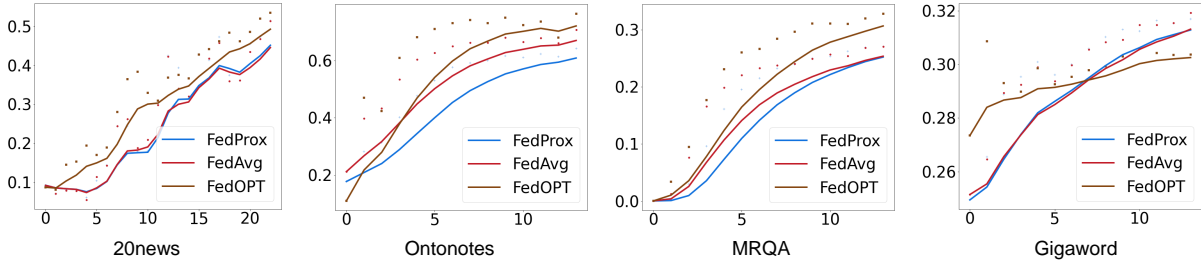 0.5
0.4
0.3
0.2
0.1
0 5 10 15 20
FedProx
FedAvg
FedOPT
20news
0.6
0.4
0.2
0 5 10
FedProx
FedAvg
FedOPT
Ontonotes
0.3
0.2
0.1
0.0
0 5 10
FedProx
FedAvg
FedOPT
MRQA
0.32
0.30
0.28
0.26
0 5 10
FedProx
FedAvg
FedOPT
Gigaword